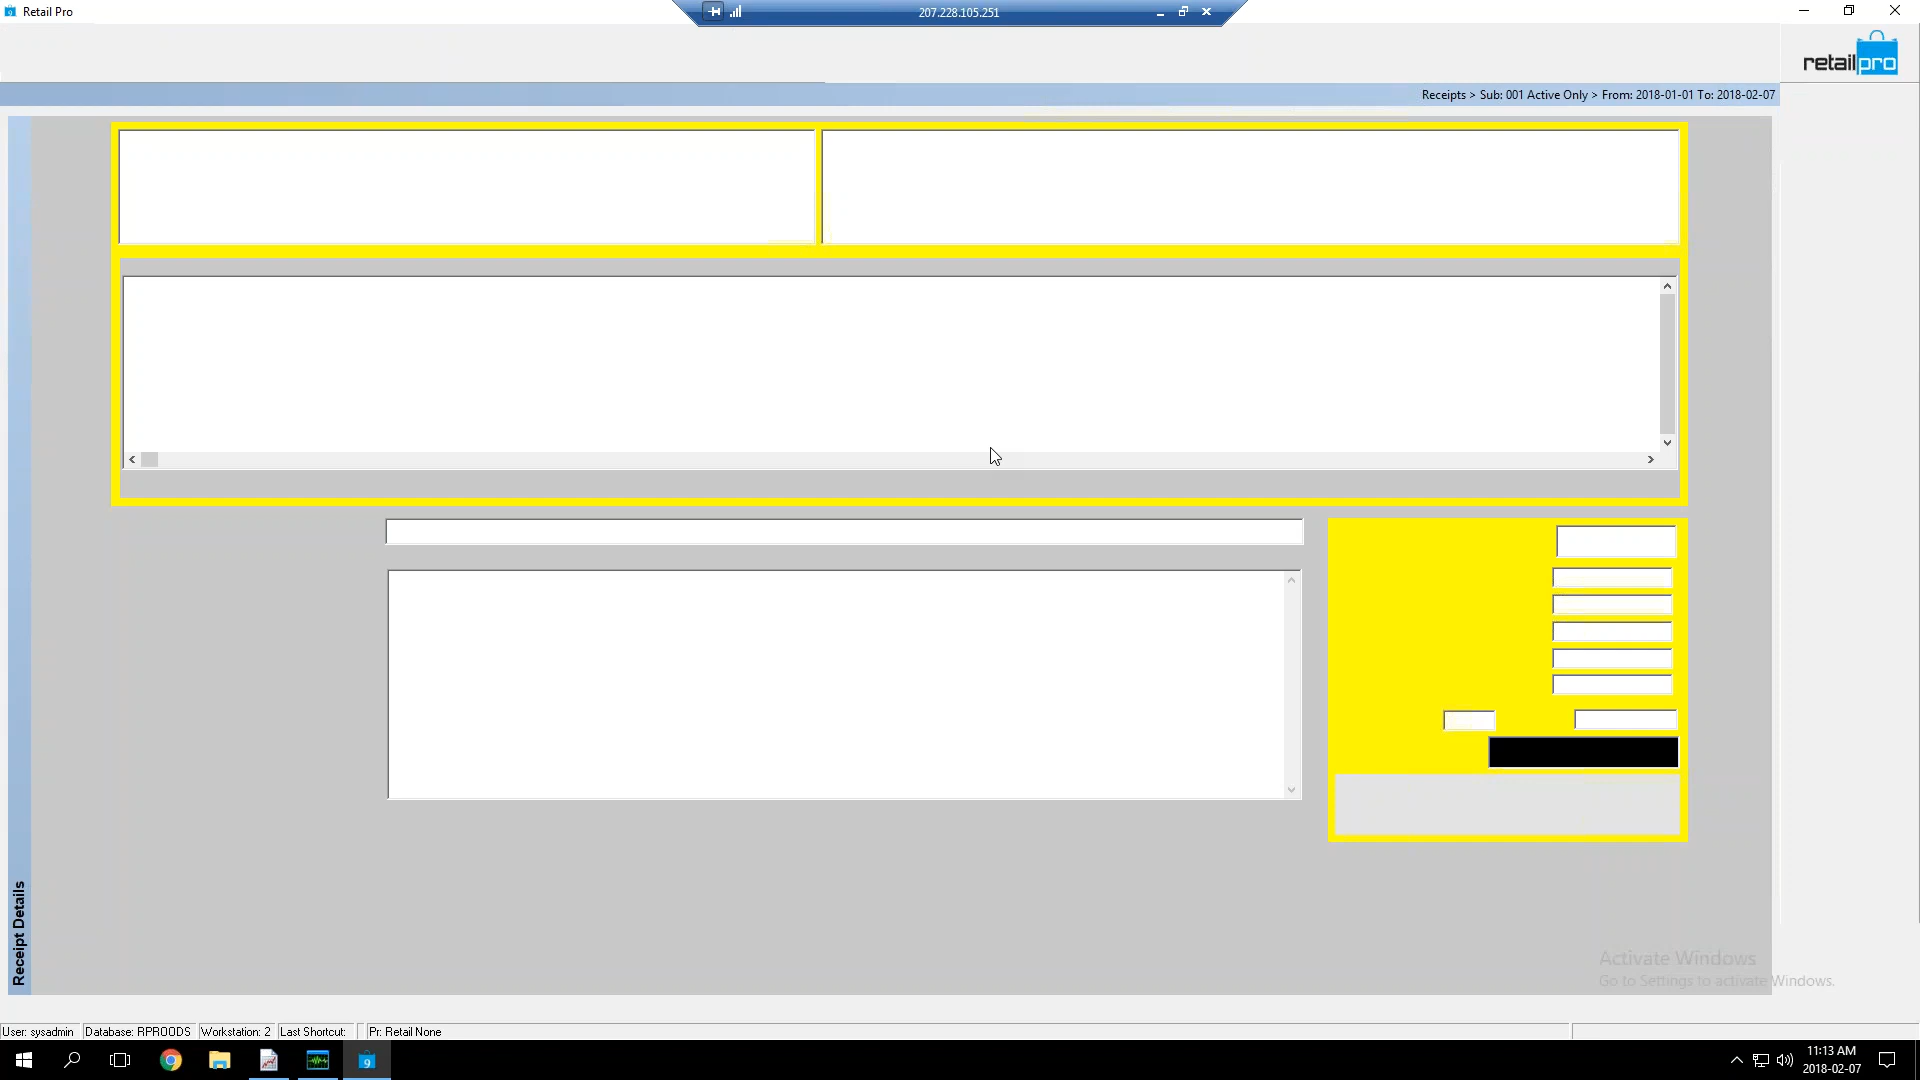 Retail Pro
207.228.105.251
retailpro
Receipts > Sub: 001 Active Only > From: 2018-01-01 To: 2018-02-07
Receipt Details
Activate Windows
Go to Settings to activate Windows.
User: sysadmin
Database: RPROODS
Workstation: 2
Last Shortcut:
Pr: Retail None
9
11:13 AM
2018-02-07